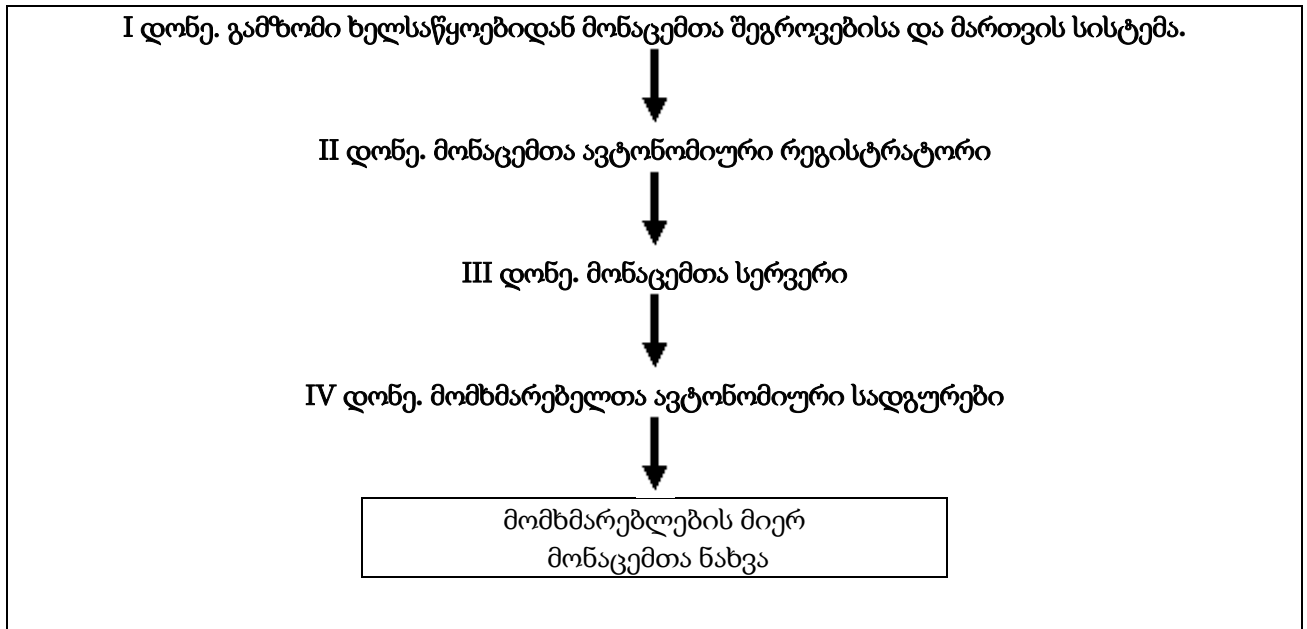 I დონე. გამზომი ხელსაწყოებიდან მონაცემთა შეგროვებისა და მართვის სისტემა.
II დონე. მონაცემთა ავტონომიური რეგისტრატორი
III დონე. მონაცემთა სერვერი
IV დონე. მომხმარებელთა ავტონომიური სადგურები
მომხმარებლების მიერ
მონაცემთა ნახვა